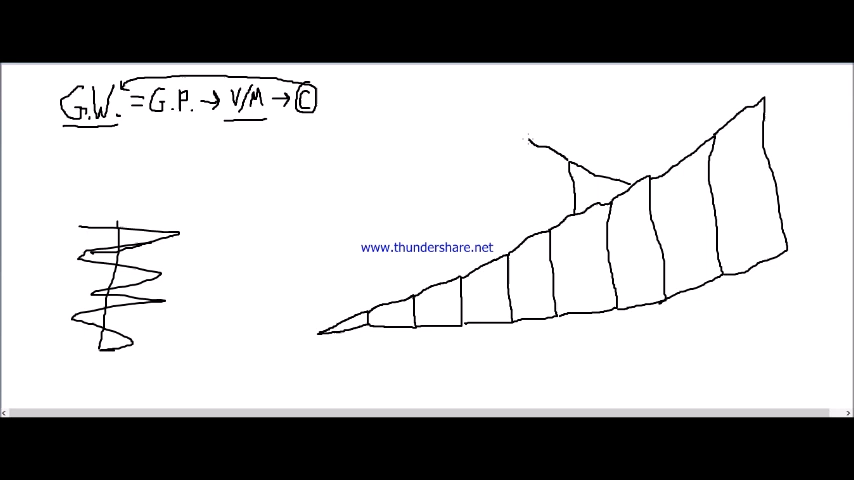 G.W. = G.P. → V/M → C
www.thundershare.net